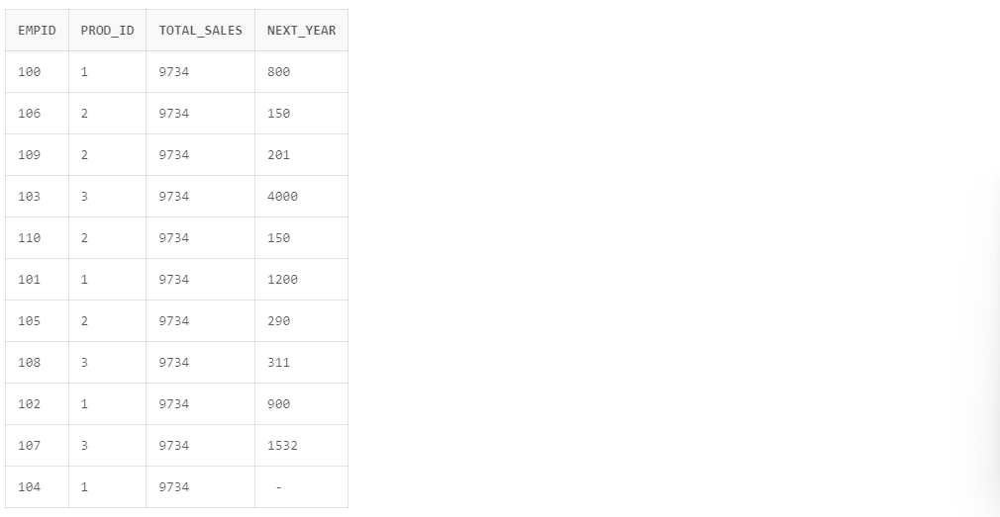 EMPID PROD_ID TOTAL_SALES NEXT_YEAR
100 1 9734 800
106 2 9734 150
109 2 9734 201
103 3 9734 4000
110 2 9734 150
101 1 9734 1200
105 2 9734 290
108 3 9734 311
102 1 9734 900
107 3 9734 1532
104 1 9734 -